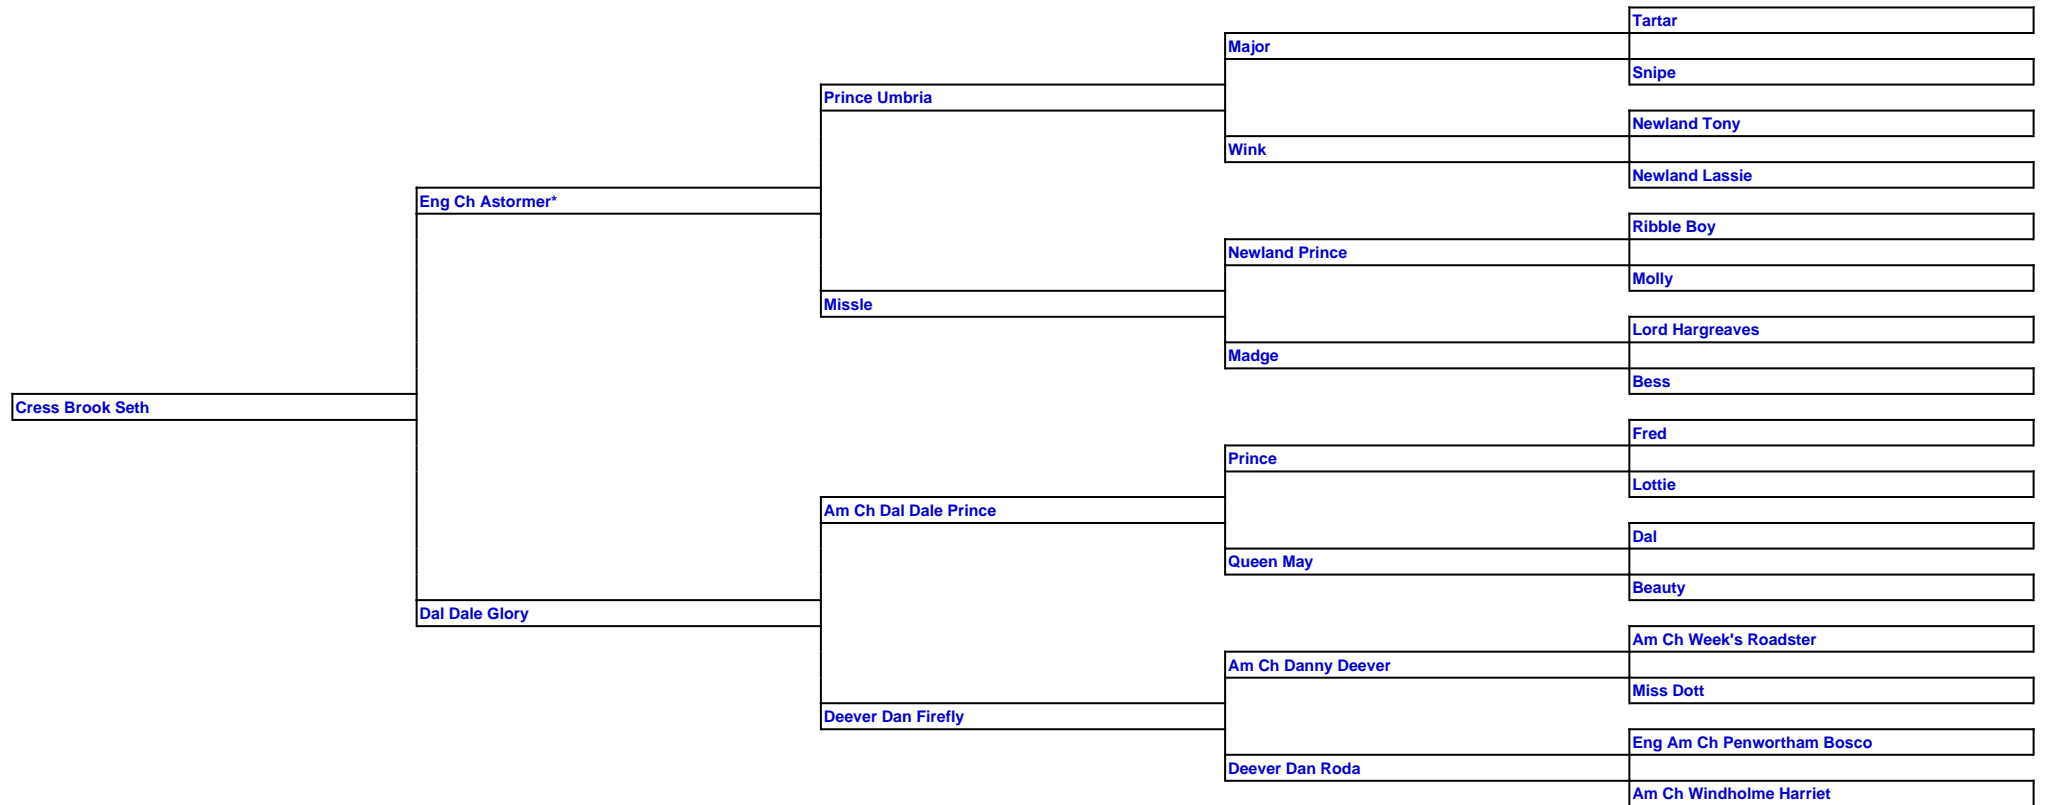 Tartar
Major
Snipe
Prince Umbria
Newland Tony
Wink
Newland Lassie
Eng Ch Astormer*
Ribble Boy
Newland Prince
Molly
Missle
Lord Hargreaves
Madge
Bess
Cress Brook Seth
Fred
Prince
Lottie
Am Ch Dal Dale Prince
Dal
Queen May
Beauty
Dal Dale Glory
Am Ch Week's Roadster
Am Ch Danny Deever
Miss Dott
Deever Dan Firefly
Eng Am Ch Penwortham Bosco
Deever Dan Roda
Am Ch Windholme Harriet